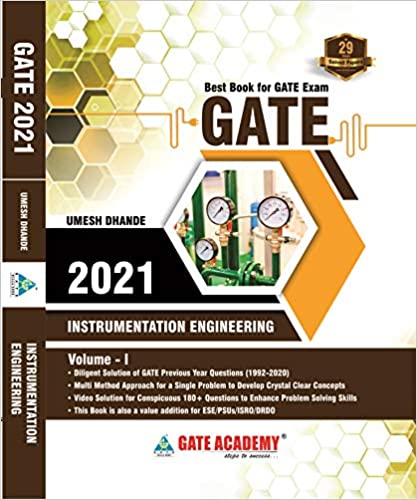 GATE 2021
UMESH DHANDE
INSTRUMENTATION
ENGINEERING
29
Best Book for GATE Exam
GATE
UMESH DHANDE
2021
INSTRUMENTATION ENGINEERING
Volume - I
• Diligent Solution of GATE Previous Year Questions (1992-2020)
• Multi Method Approach for a Single Problem to Develop Crystal Clear Concepts
• Video Solution for Conspicuous 180+ Questions to Enhance Problem Solving Skills
• This Book is also a value addition for ESE/PSUs/ISRO/DRDO
GATE ACADEMY®
steps to success...